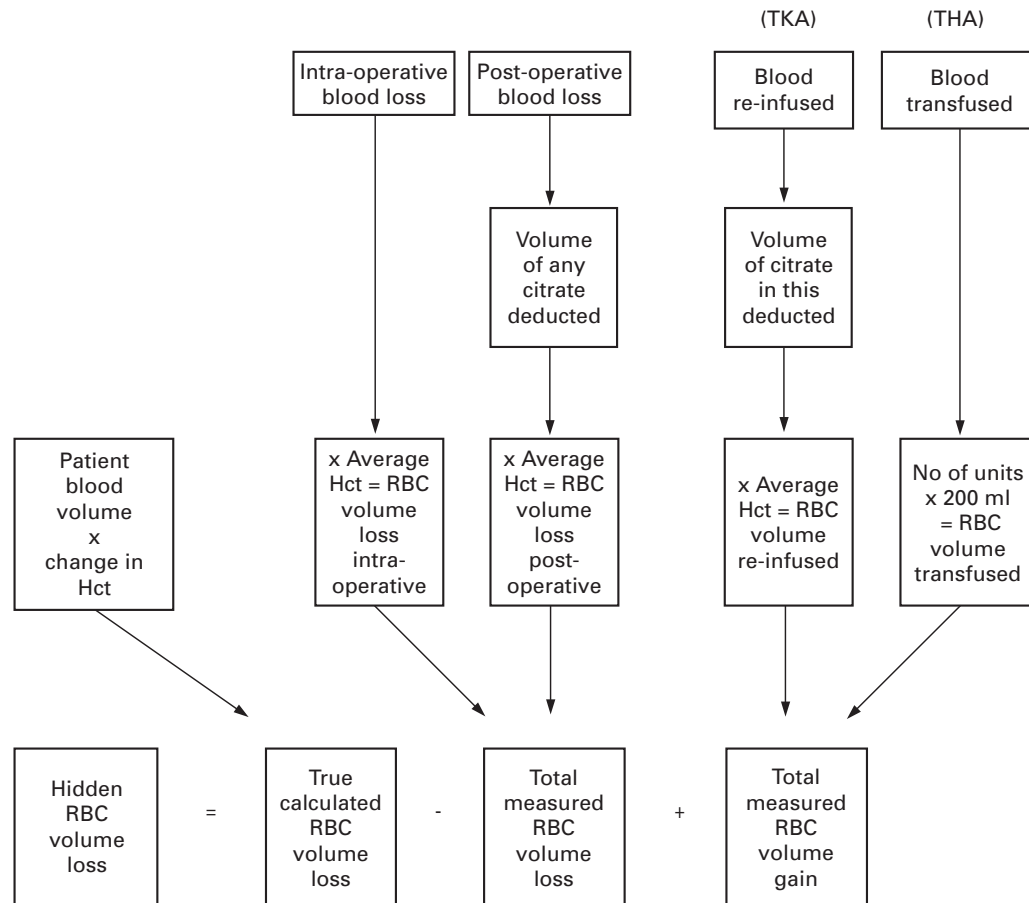 (TKA)
(THA)
Intra-operative
blood loss
Post-operative
blood loss
Blood
re-infused
Blood
transfused
Volume
of any
citrate
deducted
Volume
of citrate
in this
deducted
Patient
blood
volume
x
change in
Hct
x Average
Hct = RBC
volume
loss
intra-
operative
x Average
Hct = RBC
volume
loss
post-
operative
x Average
Hct = RBC
volume
re-infused
No of units
x 200 ml
= RBC
volume
transfused
Hidden
RBC
volume
loss
=
True
calculated
RBC
volume
loss
-
Total
measured
RBC
volume
loss
+
Total
measured
RBC
volume
gain